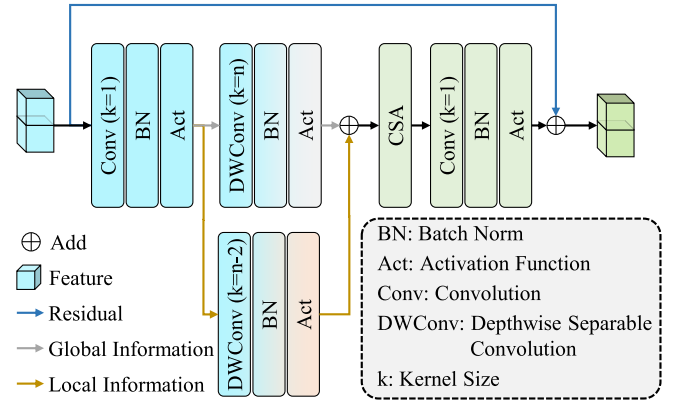 Conv (k=1)
BN
Act
DWConv (k=n)
BN
Act
CSA
Conv (k=1)
BN
Act
DWConv (k=n-2)
BN
Act
Add
Feature
Residual
Global Information
Local Information
BN: Batch Norm
Act: Activation Function
Conv: Convolution
DWConv: Depthwise Separable
Convolution
k: Kernel Size